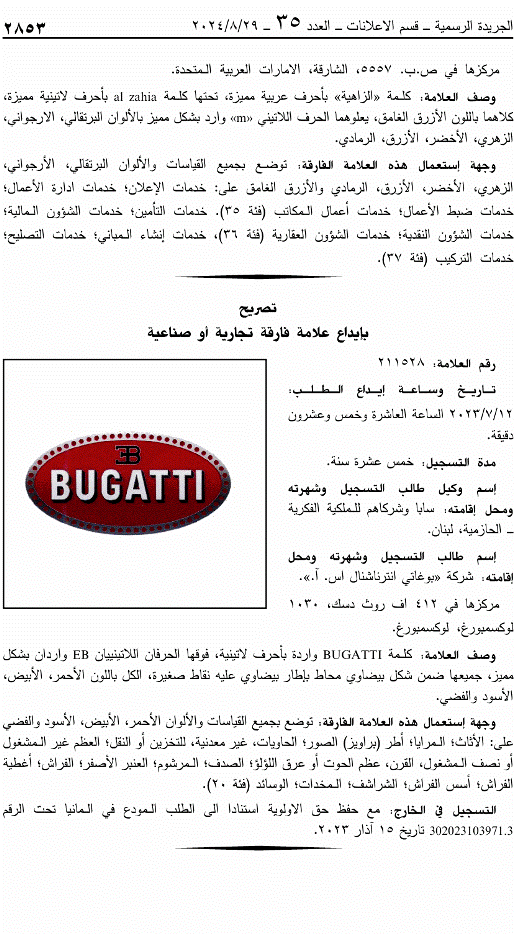 الجريدة الرسمية ــ قسم الاعلانات ــ العدد ٣٥ ــ ٢٠٢٤/٨/٢٩
٢٨٥٣
مركزها في ص.ب. ٥٥٥٧، الشارقة، الامارات العربية المتحدة.
وصف العلامة: كلمة «الزاهية» بأحرف عربية مميزة، تحتها كلمة al zahia بأحرف لاتينية مميزة،
كلاهما باللون الأزرق الغامق، يعلوهما الحرف اللاتيني «m» وارد بشكل مميز بالألوان البرتقالي، الارجواني،
الزهري، الأخضر، الأزرق، الرمادي.
وجهة إستعمال هذه العلامة الفارقة: توضع بجميع القياسات والألوان البرتقالي، الأرجواني،
الزهري، الأخضر، الأزرق، الرمادي والأزرق الغامق على: خدمات الإعلان؛ خدمات ادارة الأعمال؛
خدمات ضبط الأعمال؛ خدمات أعمال المكاتب (فئة ٣٥). خدمات التأمين؛ خدمات الشؤون المالية؛
خدمات الشؤون النقدية؛ خدمات الشؤون العقارية (فئة ٣٦)، خدمات إنشاء المباني؛ خدمات التصليح؛
خدمات التركيب (فئة ٣٧).
تصريح
بإيداع علامة فارقة تجارية أو صناعية
رقم العلامة: ٢١١٥٢٨
تاريخ وساعة إيداع الطلب:
٢٠٢٣/٧/١٢ الساعة العاشرة وخمس وعشرون
دقيقة.
مدة التسجيل: خمس عشرة سنة.
إسم وكيل طالب التسجيل وشهرته
ومحل إقامته: سابا وشركاهم للملكية الفكرية
ــ الحازمية، لبنان.
إسم طالب التسجيل وشهرته ومحل
إقامته: شركة «بوغاتي انترناشنال اس. آ.».
مركزها في ٤١٢ اف روث دسك، ١٠٣٠
لوكسمبورغ، لوكسمبورغ.
EB
BUGATTI
وصف العلامة: كلمة BUGATTI واردة بأحرف لاتينية، فوقها الحرفان اللاتينييان EB واردان بشكل
مميز، جميعها ضمن شكل بيضاوي محاط بإطار بيضاوي عليه نقاط صغيرة، الكل باللون الأحمر، الأبيض،
الأسود والفضي.
وجهة إستعمال هذه العلامة الفارقة: توضع بجميع القياسات والألوان الأحمر، الأبيض، الأسود والفضي
على: الأثاث؛ المرايا؛ أطر (براويز) الصور؛ الحاويات، غير معدنية، للتخزين أو النقل؛ العظم غير المشغول
أو نصف المشغول، القرن، عظم الحوت أو عرق اللؤلؤ؛ الصدف؛ المرشوم؛ العنبر الأصفر؛ الفراش؛ أغطية
الفراش؛ أسس الفراش؛ الشراشف؛ المخدات؛ الوسائد (فئة ٢٠).
التسجيل في الخارج: مع حفظ حق الاولوية استنادا الى الطلب المودع في المانيا تحت الرقم
302023103971.3 تاريخ ١٥ آذار ٢٠٢٣.